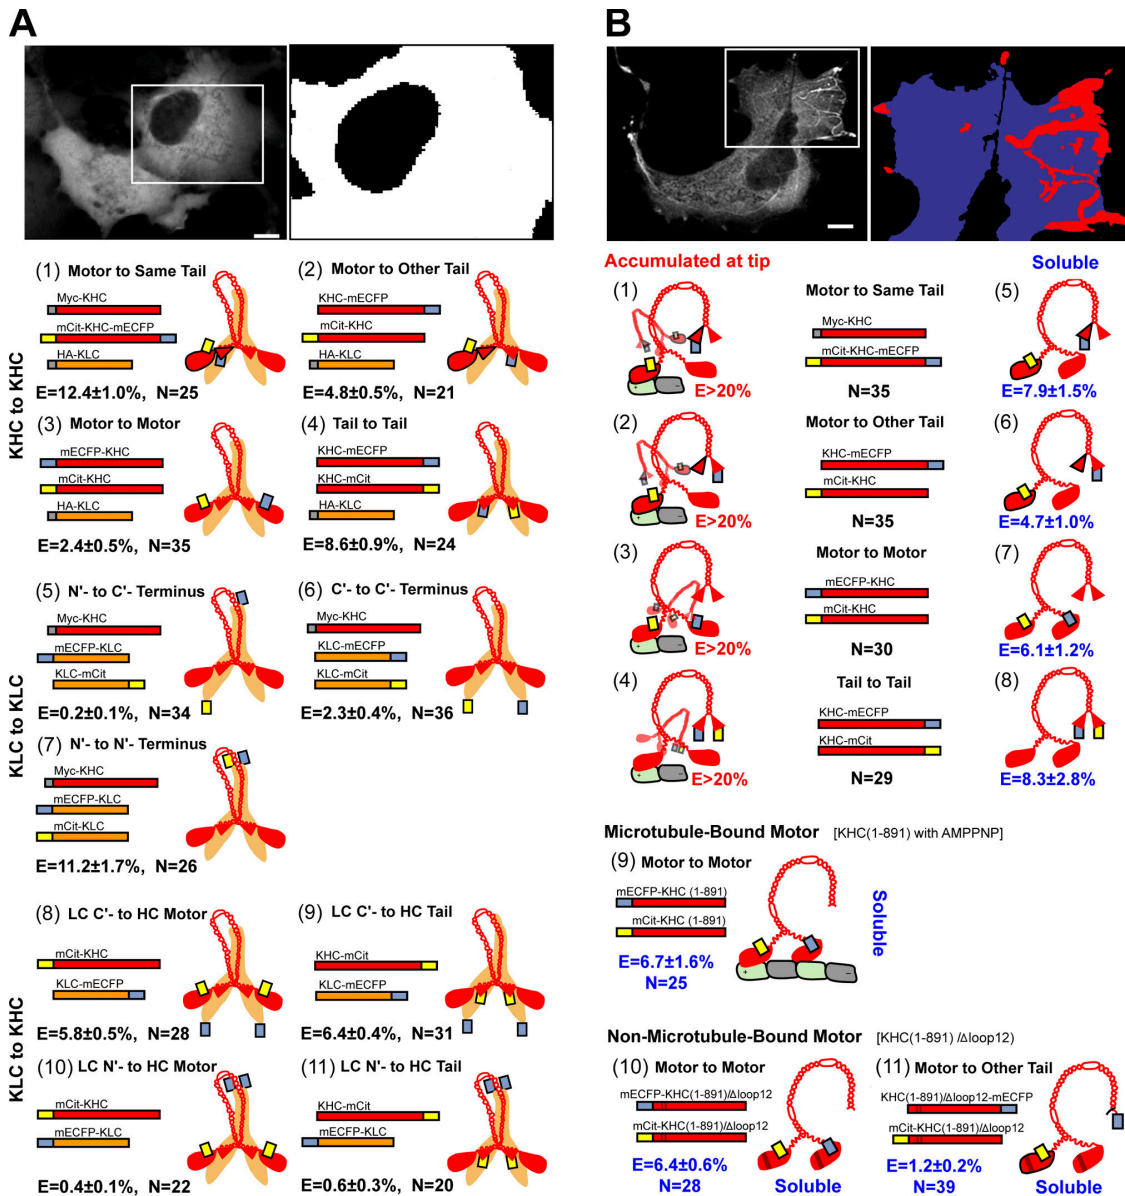 A
B
KHC to KHC
(1) Motor to Same Tail
Myc-KHC
mCit-KHC-mECFP
HA-KLC
E=12.4±1.0%, N=25
(2) Motor to Other Tail
KHC-mECFP
mCit-KHC
HA-KLC
E=4.8±0.5%, N=21
(3) Motor to Motor
mECFP-KHC
mCit-KHC
HA-KLC
E=2.4±0.5%, N=35
(4) Tail to Tail
KHC-mECFP
KHC-mCit
HA-KLC
E=8.6±0.9%, N=24
KLC to KLC
(5) N'- to C'- Terminus
Myc-KHC
mECFP-KLC
KLC-mCit
E=0.2±0.1%, N=34
(6) C'- to C'- Terminus
Myc-KHC
KLC-mECFP
KLC-mCit
E=2.3±0.4%, N=36
(7) N'- to N'- Terminus
Myc-KHC
mECFP-KLC
mCit-KLC
E=11.2±1.7%, N=26
KLC to KHC
(8) LC C'- to HC Motor
mCit-KHC
KLC-mECFP
E=5.8±0.5%, N=28
(9) LC C'- to HC Tail
KHC-mCit
KLC-mECFP
E=6.4±0.4%, N=31
(10) LC N'- to HC Motor
mCit-KHC
mECFP-KLC
E=0.4±0.1%, N=22
(11) LC N'- to HC Tail
KHC-mCit
mECFP-KLC
E=0.6±0.3%, N=20
Accumulated at tip
Soluble
(1)
+
−
E>20%
Motor to Same Tail
Myc-KHC
mCit-KHC-mECFP
N=35
(5)
E=7.9±1.5%
(2)
+
−
E>20%
Motor to Other Tail
KHC-mECFP
mCit-KHC
N=35
(6)
E=4.7±1.0%
(3)
+
−
E>20%
Motor to Motor
mECFP-KHC
mCit-KHC
N=30
(7)
E=6.1±1.2%
(4)
+
−
E>20%
Tail to Tail
KHC-mECFP
KHC-mCit
N=29
(8)
E=8.3±2.8%
Microtubule-Bound Motor [KHC(1-891) with AMPPNP]
(9) Motor to Motor
mECFP-KHC (1-891)
mCit-KHC (1-891)
E=6.7±1.6%
N=25
+
−
Soluble
Non-Microtubule-Bound Motor [KHC(1-891) /Δloop12)
(10) Motor to Motor
mECFP-KHC(1-891)/Δloop12
mCit-KHC(1-891)/Δloop12
E=6.4±0.6%
N=28
Soluble
(11) Motor to Other Tail
KHC(1-891)/Δloop12-mECFP
mCit-KHC(1-891)/Δloop12
E=1.2±0.2%
N=39
Soluble